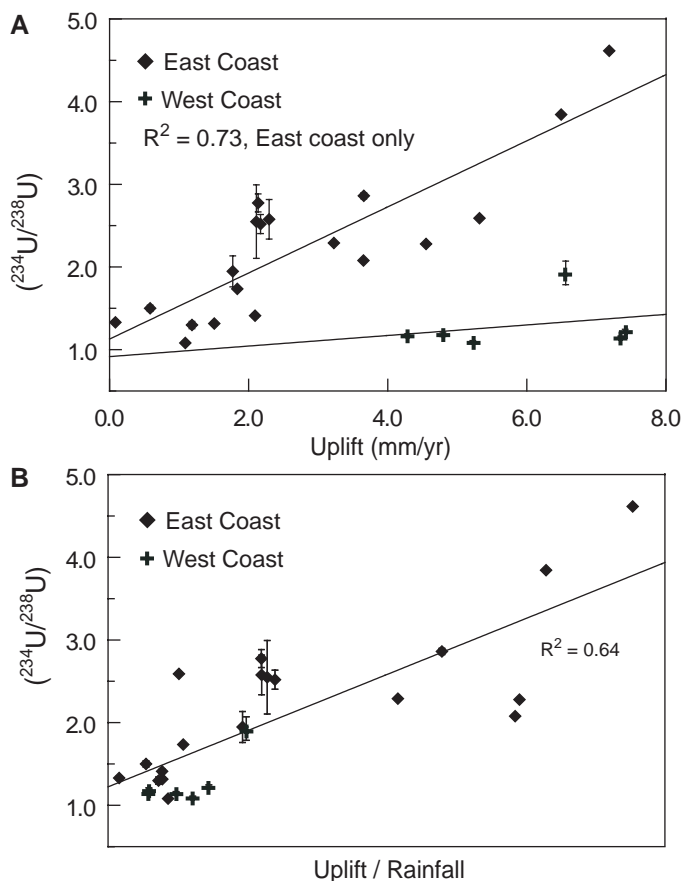 A
5.0
East Coast
West Coast
R² = 0.73, East coast only
4.0
3.0
2.0
1.0
(²³⁴U/²³⁸U)
0.0 2.0 4.0 6.0 8.0
Uplift (mm/yr)
B
5.0
East Coast
West Coast
4.0
3.0
R² = 0.64
2.0
1.0
(²³⁴U/²³⁸U)
Uplift / Rainfall